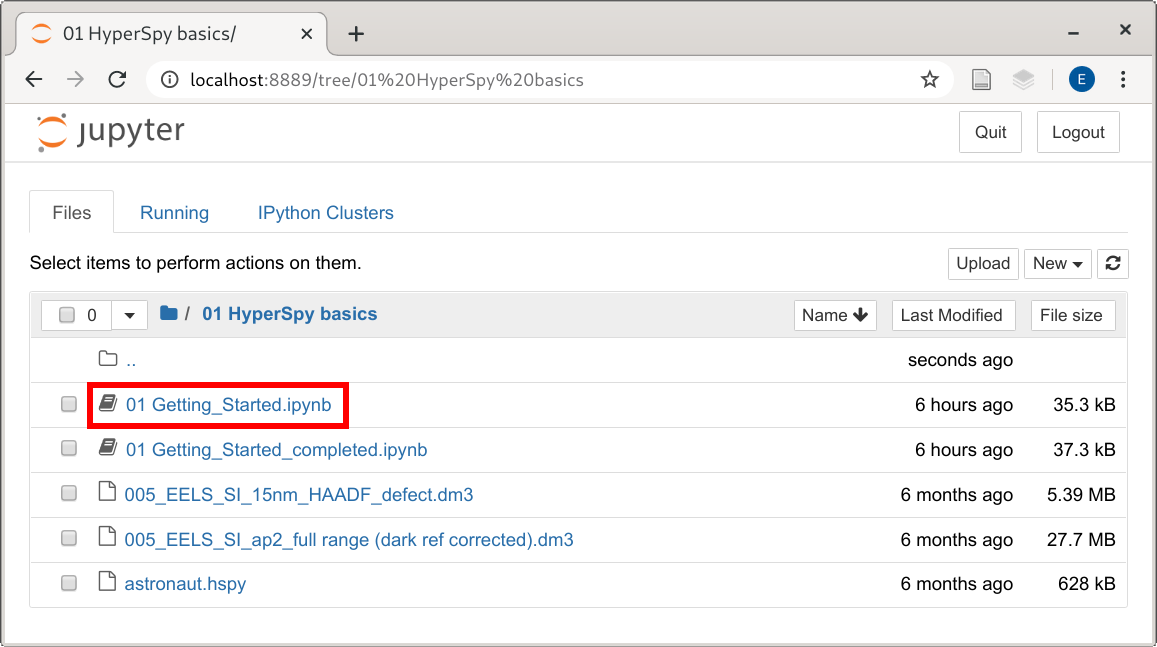 01 HyperSpy basics/
localhost:8889/tree/01%20HyperSpy%20basics
E
jupyter
Quit
Logout
Files
Running
IPython Clusters
Select items to perform actions on them.
Upload
New
0
/
01 HyperSpy basics
Name
Last Modified
File size
..
seconds ago
01 Getting_Started.ipynb
6 hours ago
35.3 kB
01 Getting_Started_completed.ipynb
6 hours ago
37.3 kB
005_EELS_SI_15nm_HAADF_defect.dm3
6 months ago
5.39 MB
005_EELS_SI_ap2_full range (dark ref corrected).dm3
6 months ago
27.7 MB
astronaut.hspy
6 months ago
628 kB